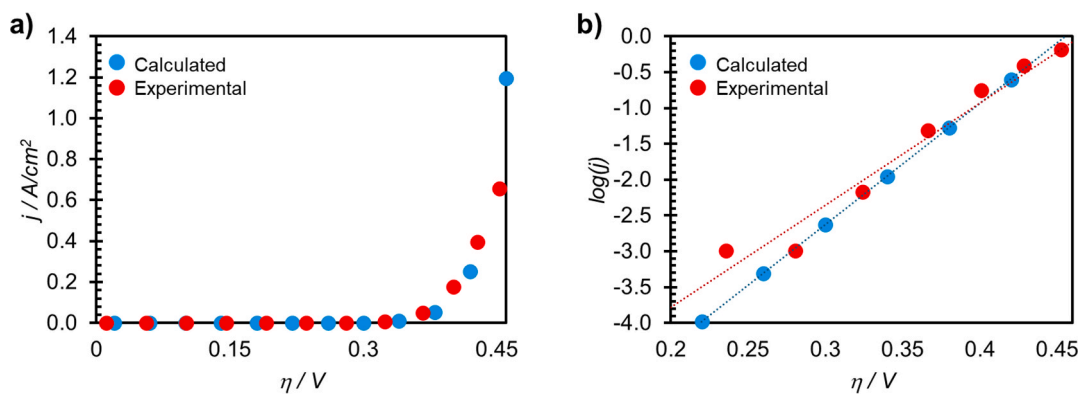 a)
j / A/cm²
1.4
1.2
1.0
0.8
0.6
0.4
0.2
0.0
Calculated
Experimental
0 0.15 0.3 0.45
η / V
b)
log(j)
0.0
-0.5
-1.0
-1.5
-2.0
-2.5
-3.0
-3.5
-4.0
Calculated
Experimental
0.2 0.25 0.3 0.35 0.4 0.45
η / V